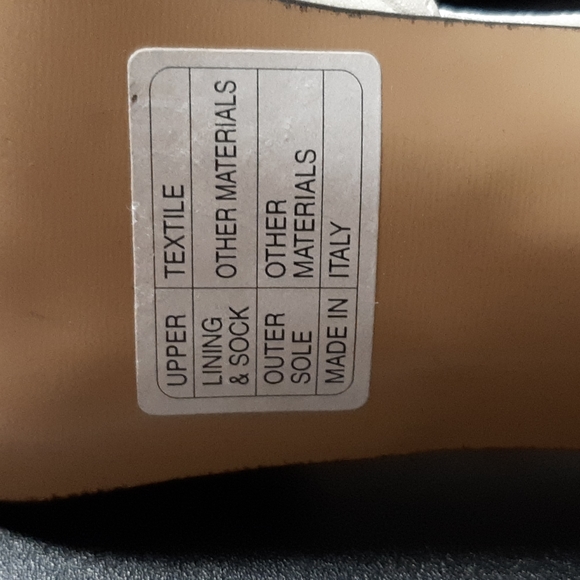 UPPER TEXTILE
LINING
& SOCK OTHER MATERIALS
OUTER OTHER
SOLE MATERIALS
MADE IN ITALY